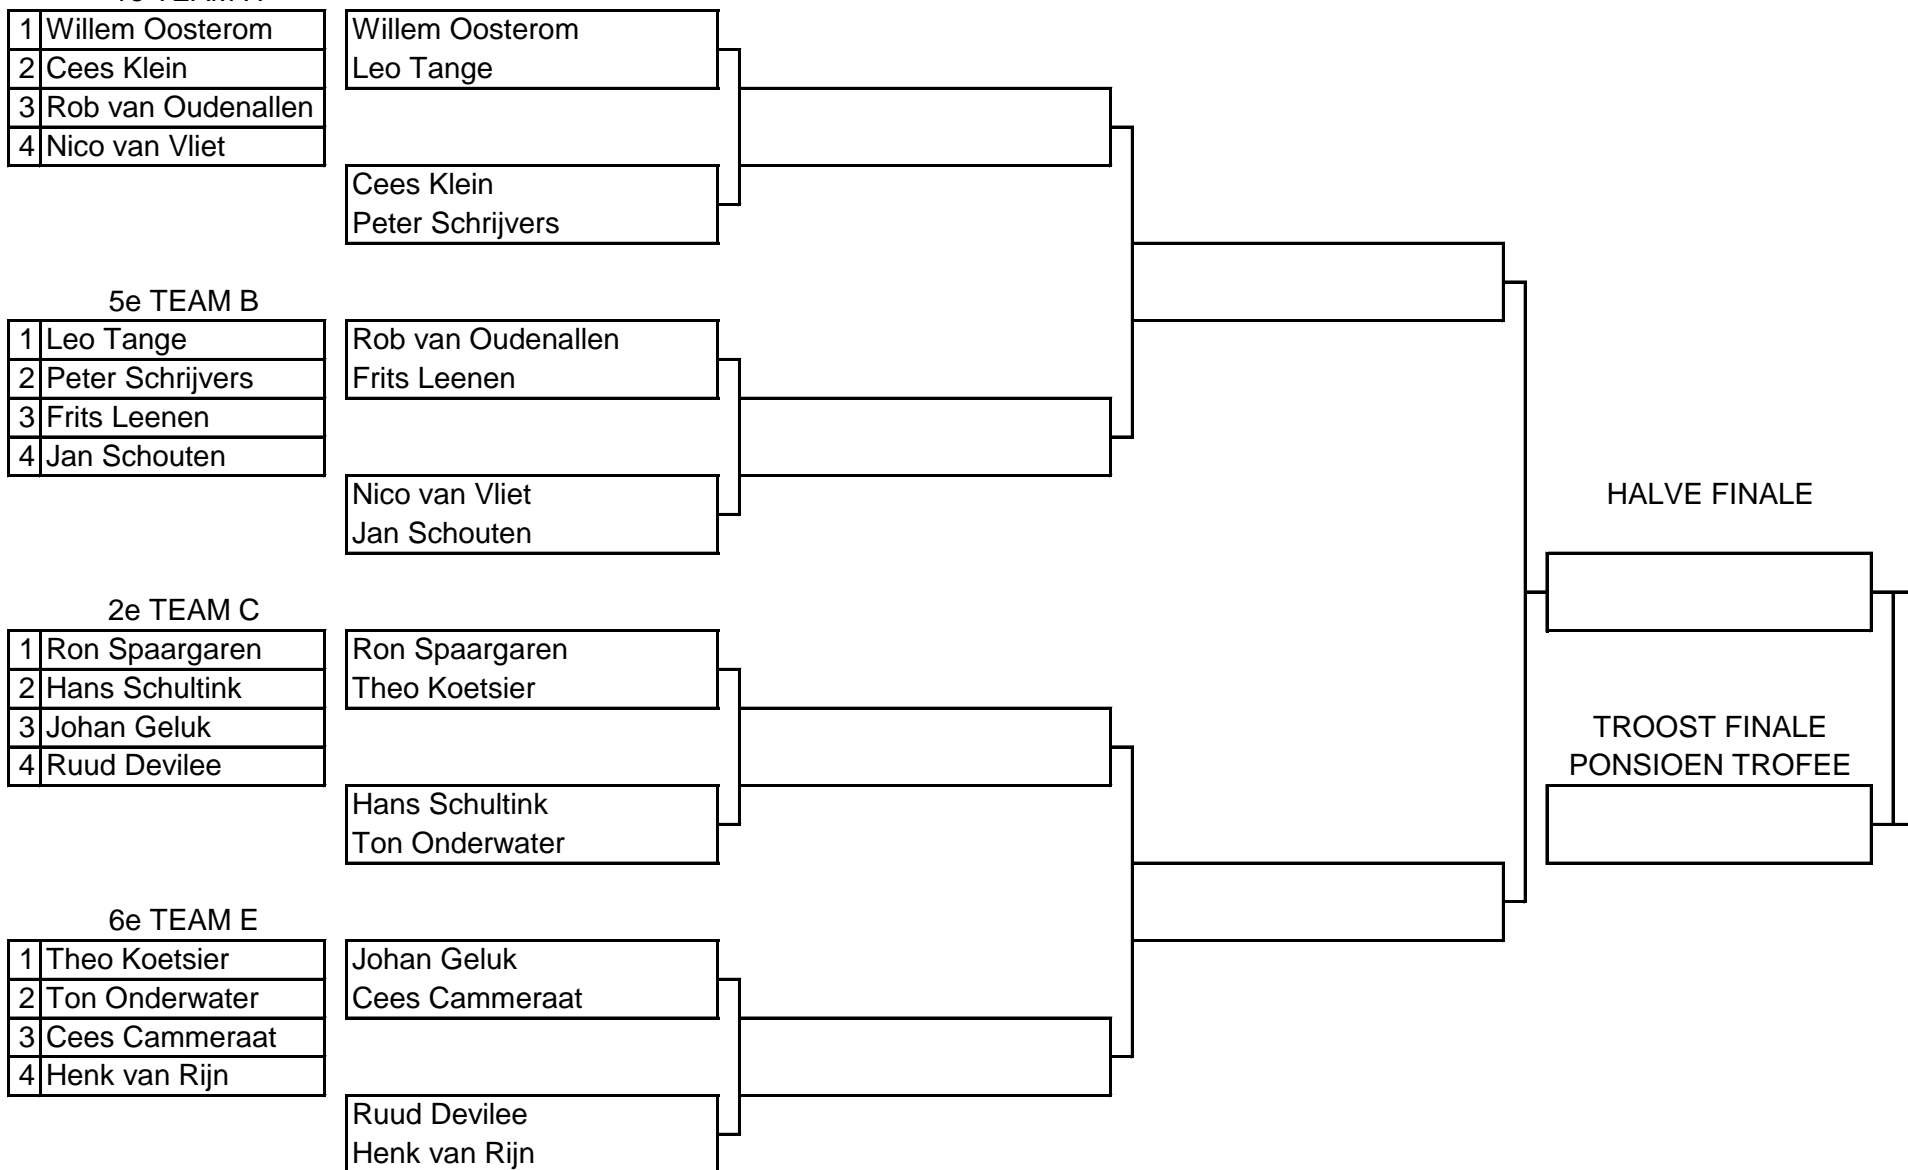 1 Willem Oosterom
2 Cees Klein
3 Rob van Oudenallen
4 Nico van Vliet
Willem Oosterom
Leo Tange
Cees Klein
Peter Schrijvers
5e TEAM B
1 Leo Tange
2 Peter Schrijvers
3 Frits Leenen
4 Jan Schouten
Rob van Oudenallen
Frits Leenen
Nico van Vliet
Jan Schouten
2e TEAM C
1 Ron Spaargaren
2 Hans Schultink
3 Johan Geluk
4 Ruud Devilee
Ron Spaargaren
Theo Koetsier
Hans Schultink
Ton Onderwater
6e TEAM E
1 Theo Koetsier
2 Ton Onderwater
3 Cees Cammeraat
4 Henk van Rijn
Johan Geluk
Cees Cammeraat
Ruud Devilee
Henk van Rijn
HALVE FINALE
TROOST FINALE
PONSIOEN TROFEE